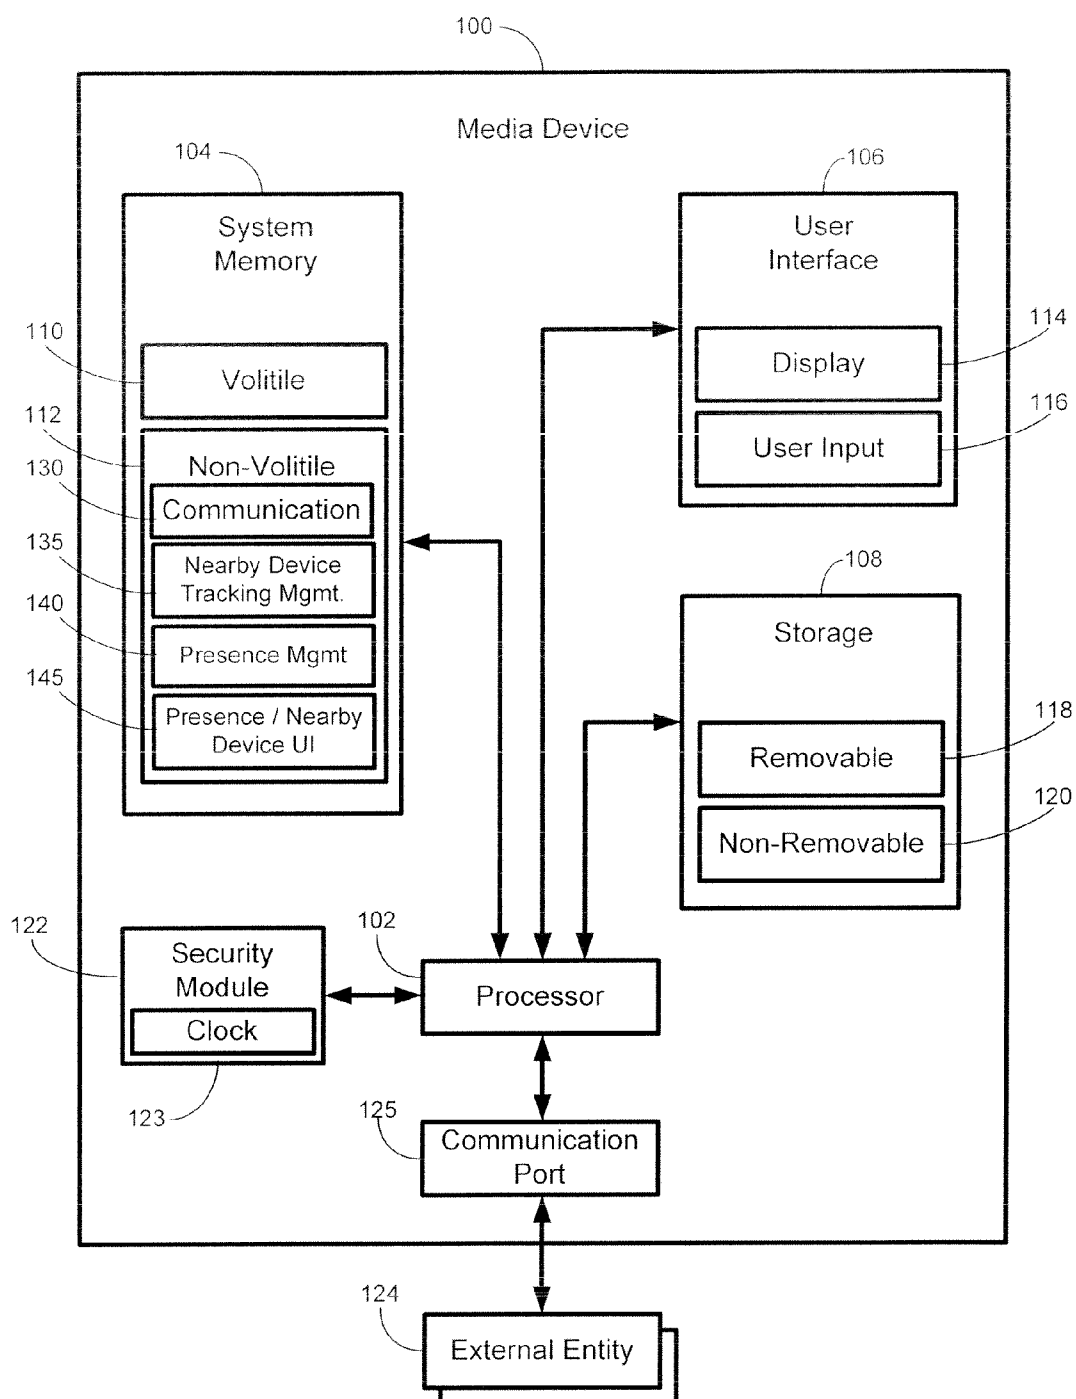 100
Media Device
104
System
Memory
110
Volitile
112
Non-Volitile
130
Communication
135
Nearby Device
Tracking Mgmt.
140
Presence Mgmt
145
Presence / Nearby
Device UI
106
User
Interface
114
Display
116
User Input
108
Storage
118
Removable
120
Non-Removable
122
Security
Module
Clock
123
102
Processor
125
Communication
Port
124
External Entity